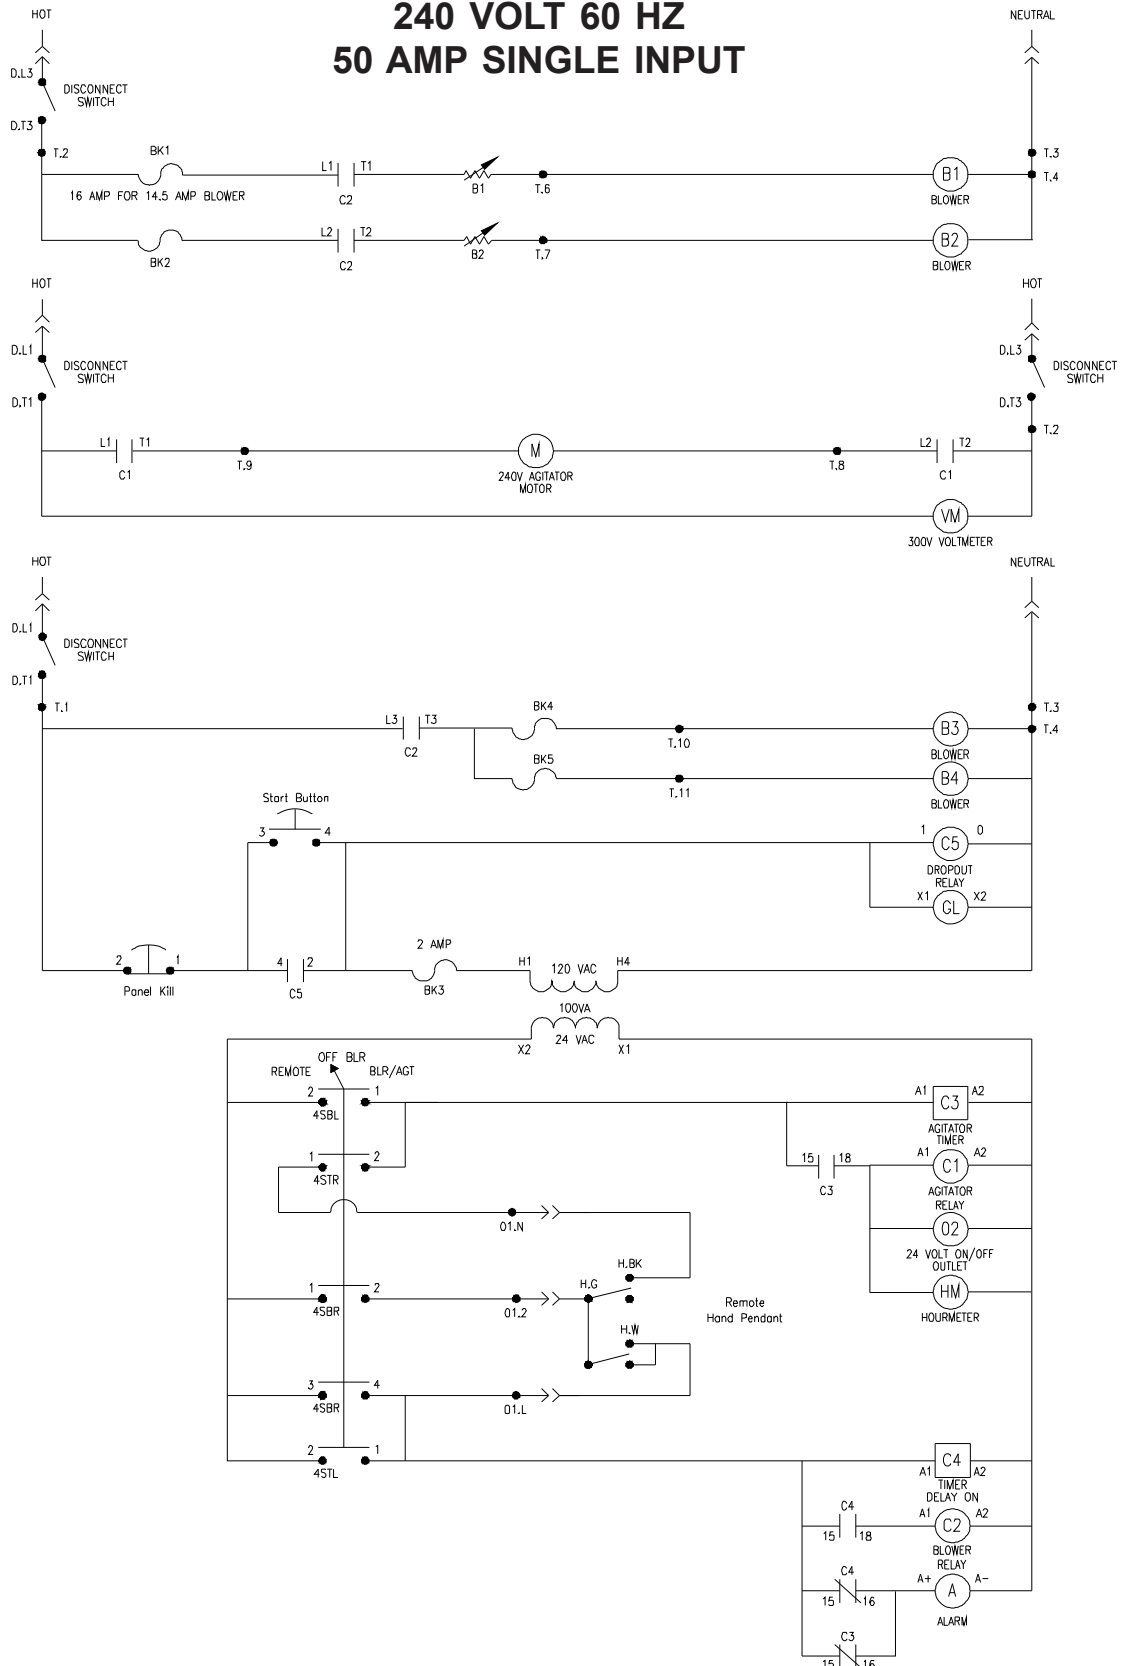 240 VOLT 60 HZ
50 AMP SINGLE INPUT
HOT
NEUTRAL
D.L3
DISCONNECT
SWITCH
D.T3
T.2
BK1
T.3
L1 T1
T.4
B1
16 AMP FOR 14.5 AMP BLOWER
C2
B1
T.6
BLOWER
L2 T2
B2
BK2
C2
B2
T.7
BLOWER
HOT
HOT
D.L1
D.L3
DISCONNECT
SWITCH
DISCONNECT
SWITCH
D.T1
D.T3
T.2
L1 T1
L2 T2
M
C1
T.9
240V AGITATOR
MOTOR
T.8
C1
VM
300V VOLTMETER
HOT
NEUTRAL
D.L1
DISCONNECT
SWITCH
D.T1
T.1
T.3
BK4
L3 T3
B3
T.4
C2
T.10
BLOWER
BK5
B4
T.11
BLOWER
Start Button
3 4
1 0
C5
DROPOUT
RELAY
X1 X2
GL
2 AMP
2 1
4 2
H1 120 VAC H4
Panel Kill
C5
BK3
100VA
X2 24 VAC X1
OFF BLR
REMOTE BLR/AGT
2 1
4SBL
A1 A2
C3
AGITATOR
TIMER
1 2
4STR
15 18
C3
A1 A2
C1
AGITATOR
RELAY
01.N
02
24 VOLT ON/OFF
OUTLET
H.BK
1 2
4SBR
01.2
H.G
HM
HOURMETER
Remote
Hand Pendant
H.W
3 4
4SBR
01.L
2 1
4STL
C4
A1 A2
TIMER
DELAY ON
C4
15 18
A1 A2
C2
BLOWER
RELAY
C4
15 16
A+ A-
A
ALARM
C3
15 16